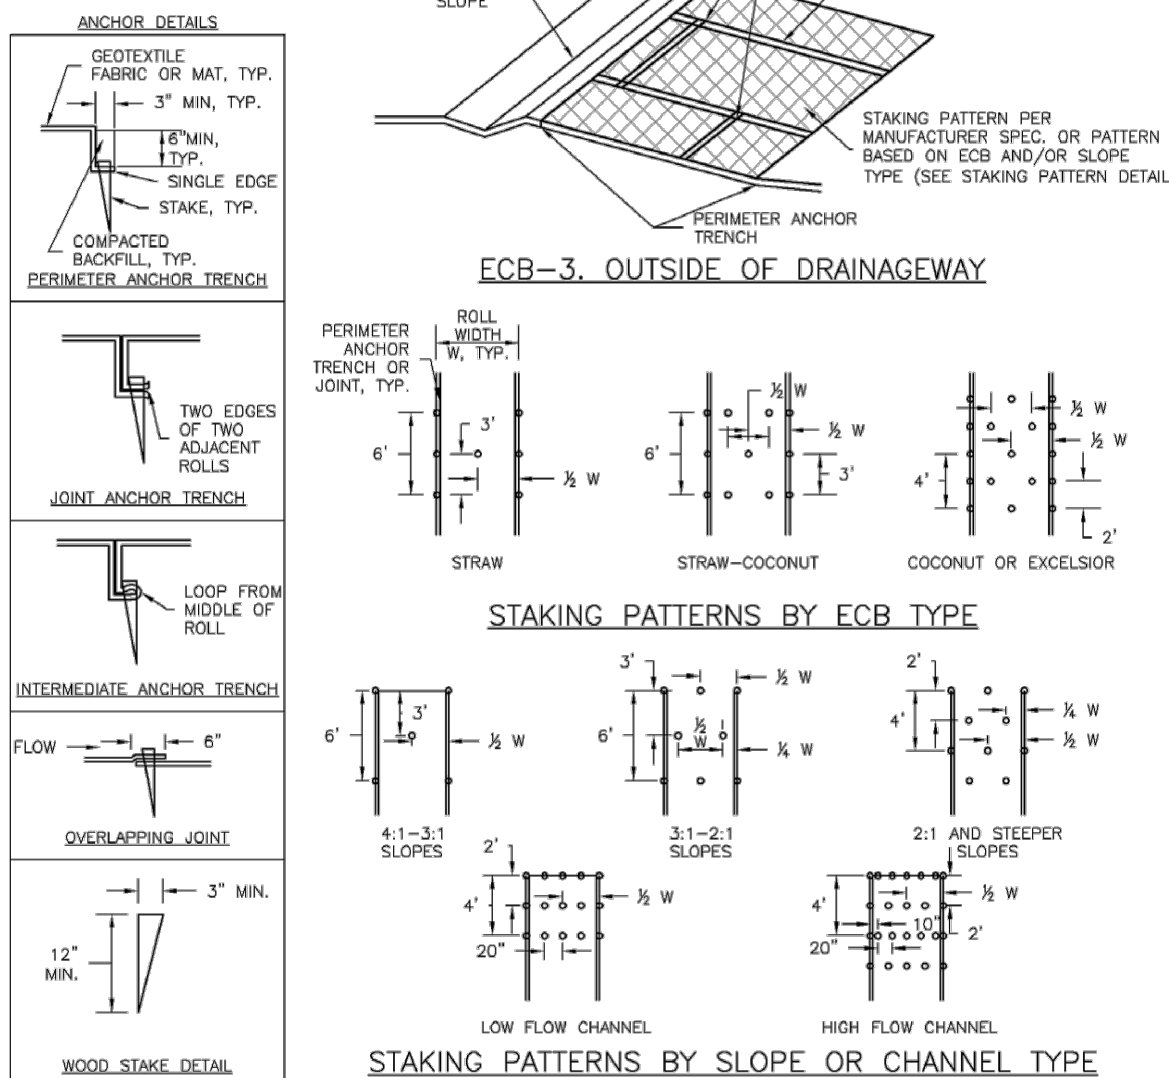 ANCHOR DETAILS
GEOTEXTILE
FABRIC OR MAT, TYP.
3" MIN, TYP.
6"MIN,
TYP.
SINGLE EDGE
STAKE, TYP.
COMPACTED
BACKFILL, TYP.
PERIMETER ANCHOR TRENCH
TWO EDGES
OF TWO
ADJACENT
ROLLS
JOINT ANCHOR TRENCH
LOOP FROM
MIDDLE OF
ROLL
INTERMEDIATE ANCHOR TRENCH
FLOW
6"
OVERLAPPING JOINT
3" MIN.
12"
MIN.
WOOD STAKE DETAIL
SLOPE
STAKING PATTERN PER
MANUFACTURER SPEC. OR PATTERN
BASED ON ECB AND/OR SLOPE
TYPE (SEE STAKING PATTERN DETAIL
PERIMETER ANCHOR
TRENCH
ECB-3. OUTSIDE OF DRAINAGEWAY
PERIMETER
ANCHOR
TRENCH OR
JOINT, TYP.
ROLL
WIDTH
W, TYP.
6'
3'
½ W
STRAW
½ W
½ W
6'
3'
STRAW-COCONUT
½ W
½ W
4'
2'
COCONUT OR EXCELSIOR
STAKING PATTERNS BY ECB TYPE
6'
3'
½ W
4:1-3:1
SLOPES
3'
½ W
6'
½
W
¼ W
3:1-2:1
SLOPES
2'
4'
¼ W
½ W
2:1 AND STEEPER
SLOPES
2'
4'
½ W
20"
LOW FLOW CHANNEL
4'
½ W
10"
2'
20"
HIGH FLOW CHANNEL
STAKING PATTERNS BY SLOPE OR CHANNEL TYPE